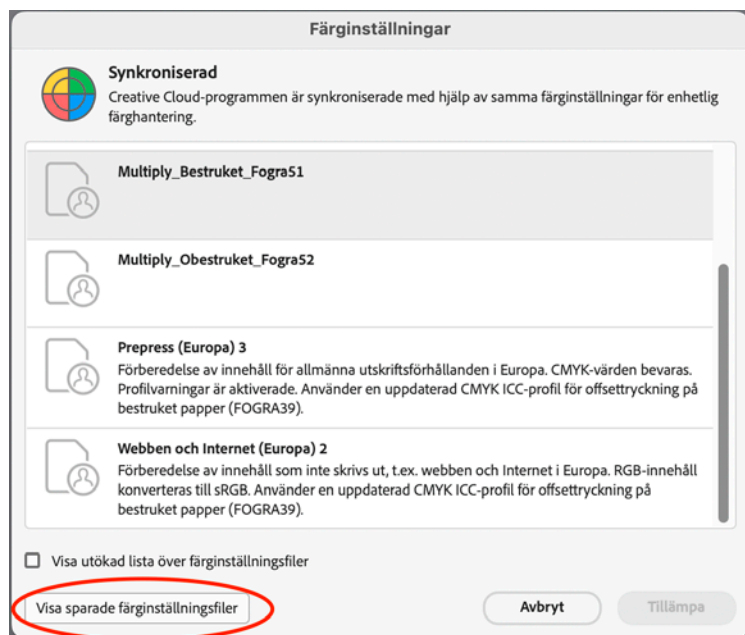 Färginställningar
Synkroniserad
Creative Cloud-programmen är synkroniserade med hjälp av samma färginställningar för enhetlig
färghantering.
Multiply_Bestruket_Fogra51
Multiply_Obestruket_Fogra52
Prepress (Europa) 3
Förberedelse av innehåll för allmänna utskriftsförhållanden i Europa. CMYK-värden bevaras.
Profilvarningar är aktiverade. Använder en uppdaterad CMYK ICC-profil för offsettryckning på
bestruket papper (FOGRA39).
Webben och Internet (Europa) 2
Förberedelse av innehåll som inte skrivs ut, t.ex. webben och Internet i Europa. RGB-innehåll
konverteras till sRGB. Använder en uppdaterad CMYK ICC-profil för offsettryckning på
bestruket papper (FOGRA39).
Visa utökad lista över färginställningsfiler
Visa sparade färginställningsfiler
Avbryt
Tillämpa